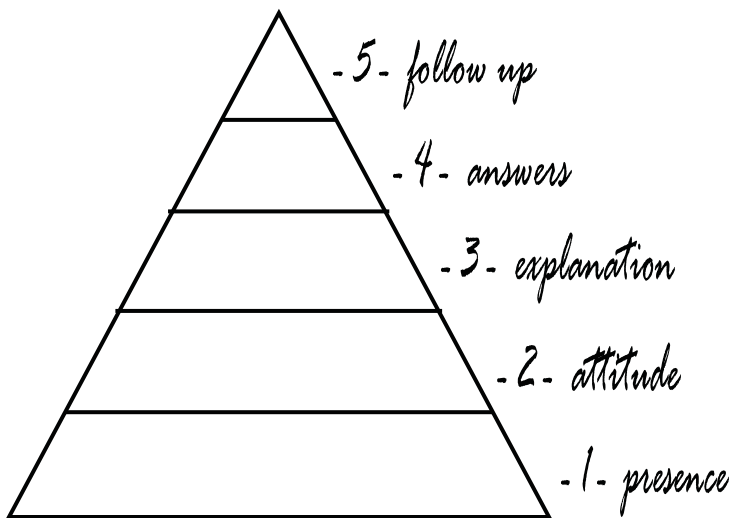 -5- follow up
-4- answers
-3- explanation
-2- attitude
-1- presence